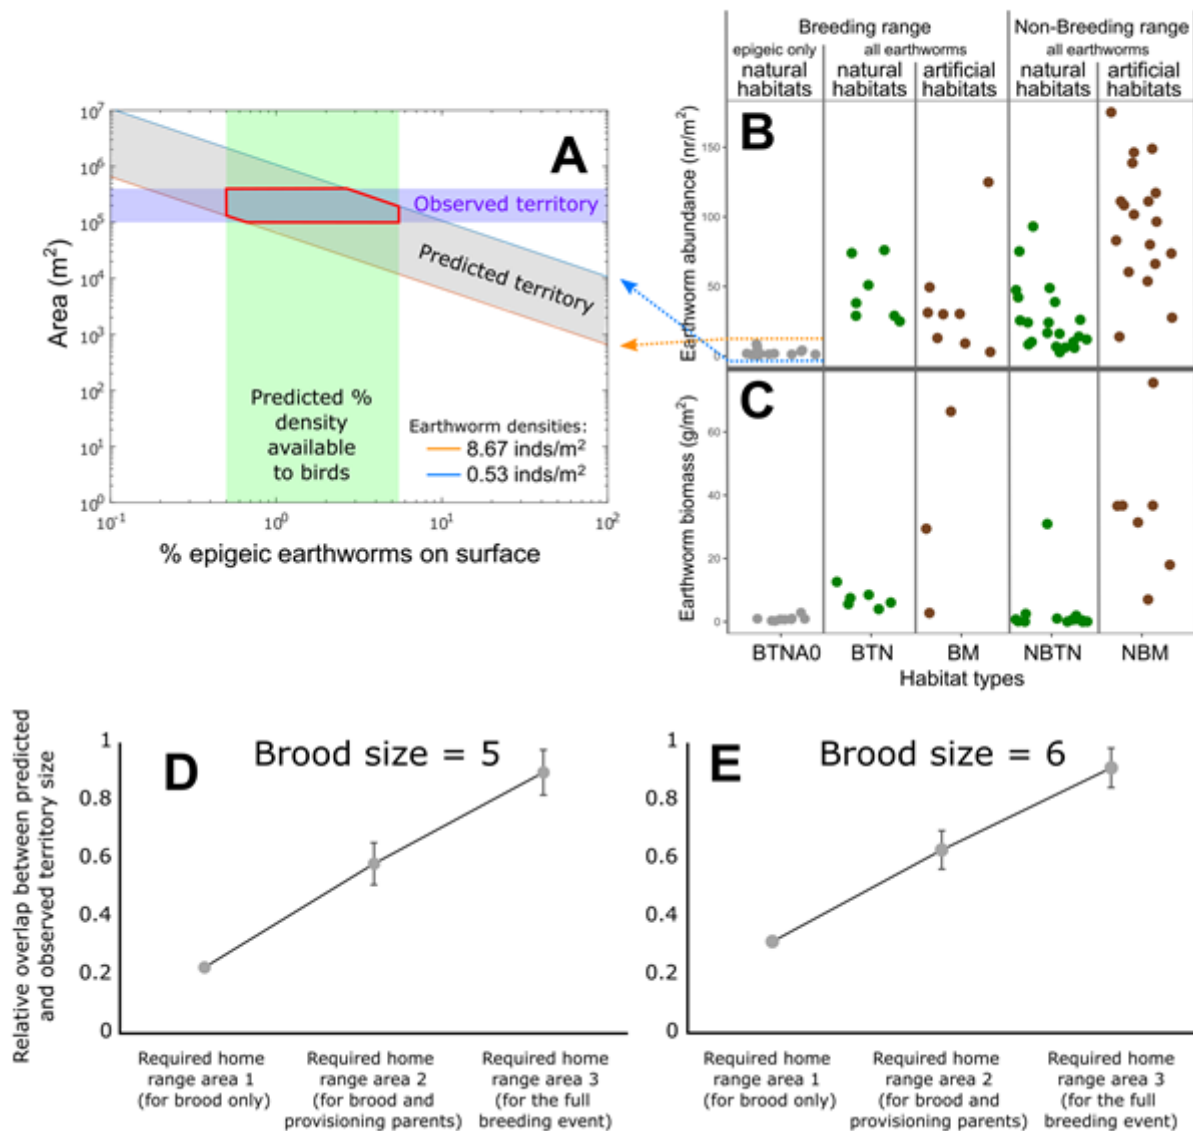 Breeding range
Non-Breeding range
epigeic only
all earthworms
all earthworms
natural habitats
natural habitats
artificial habitats
natural habitats
artificial habitats
A
Area (m²)
10⁷
10⁶
10⁵
10⁴
10³
10²
10¹
10⁰
Observed territory
Predicted territory
Predicted %
density
available
to birds
Earthworm densities:
8.67 inds/m²
0.53 inds/m²
10⁻¹
10⁰
10¹
10²
% epigeic earthworms on surface
B
Earthworm abundance (nr/m²)
150
100
50
0
C
Earthworm biomass (g/m²)
60
40
20
0
BTNA0
BTN
BM
NBTN
NBM
Habitat types
Relative overlap between predicted
and observed territory size
D
Brood size = 5
1
0.8
0.6
0.4
0.2
0
Required home
range area 1
(for brood only)
Required home
range area 2
(for brood and
provisioning parents)
Required home
range area 3
(for the full
breeding event)
E
Brood size = 6
1
0.8
0.6
0.4
0.2
0
Required home
range area 1
(for brood only)
Required home
range area 2
(for brood and
provisioning parents)
Required home
range area 3
(for the full
breeding event)